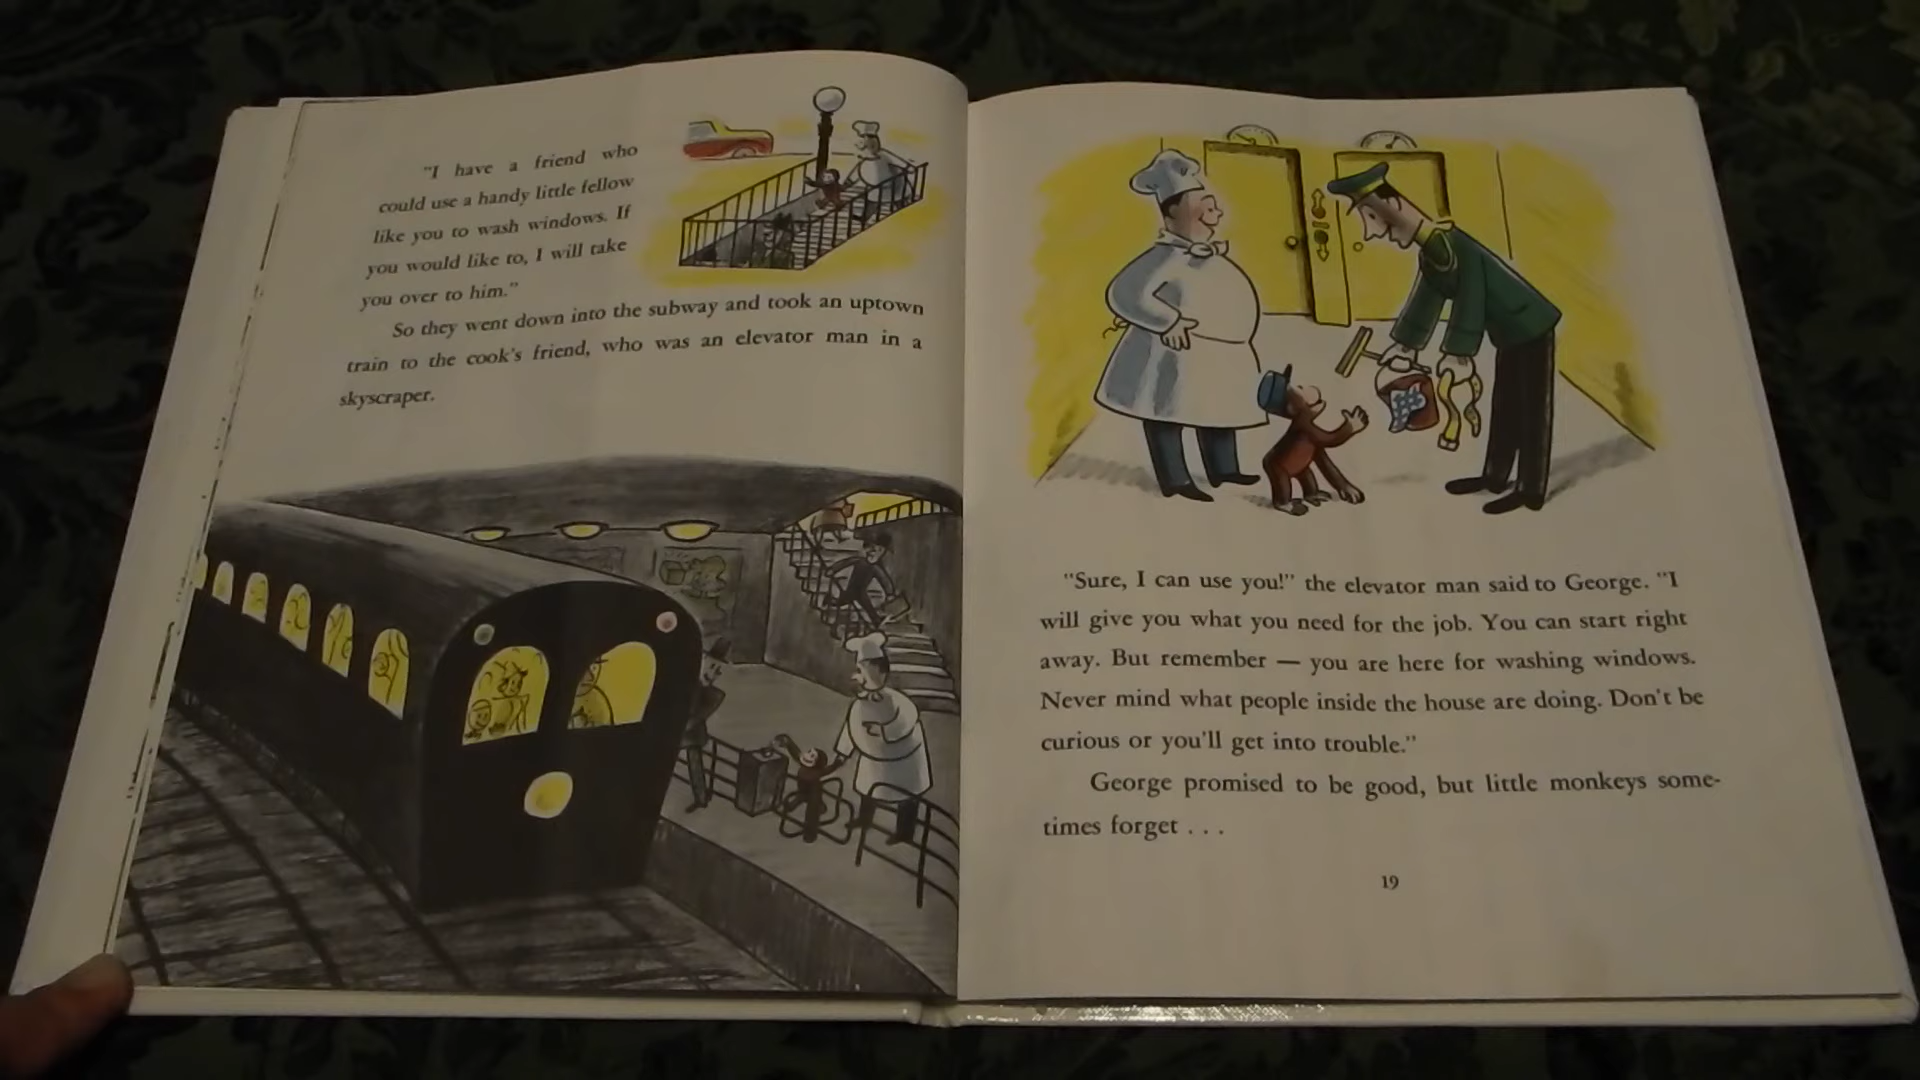 "I have a friend who
could use a handy little fellow
like you to wash windows. If
you would like to, I will take
you over to him."
So they went down into the subway and took an uptown
train to the cook's friend, who was an elevator man in a
skyscraper.
"Sure, I can use you!" the elevator man said to George. "I
will give you what you need for the job. You can start right
away. But remember — you are here for washing windows.
Never mind what people inside the house are doing. Don't be
curious or you'll get into trouble."
George promised to be good, but little monkeys some-
times forget . . .
19